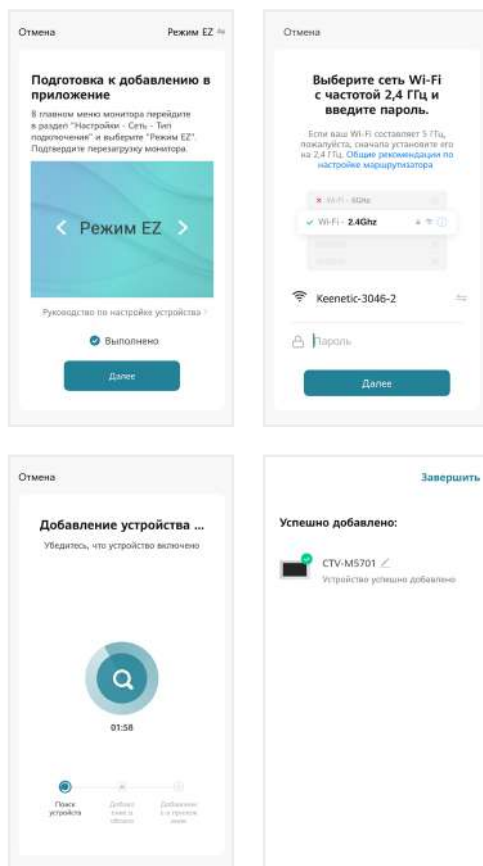 Отмена
Режим EZ
Подготовка к добавлению в
приложение
В главном меню монитора перейдите
в раздел "Настройки - Сеть - Тип
подключения" и выберите "Режим EZ".
Подтвердите перезагрузку монитора.
Режим EZ
Руководство по настройке устройства
Выполнено
Далее
Отмена
Выберите сеть Wi-Fi
с частотой 2,4 ГГц и
введите пароль.
Если ваш Wi-Fi составляет 5 ГГц,
пожалуйста, сначала установите его
на 2,4 ГГц. Общие рекомендации по
настройке маршрутизатора
Wi-Fi - 5GHz
Wi-Fi - 2.4Ghz
Keenetic-3046-2
Пароль
Далее
Отмена
Добавление устройства ...
Убедитесь, что устройство включено
01:58
Поиск
устройств
Завершить
Успешно добавлено:
CTV-M5701
Устройство успешно добавлено